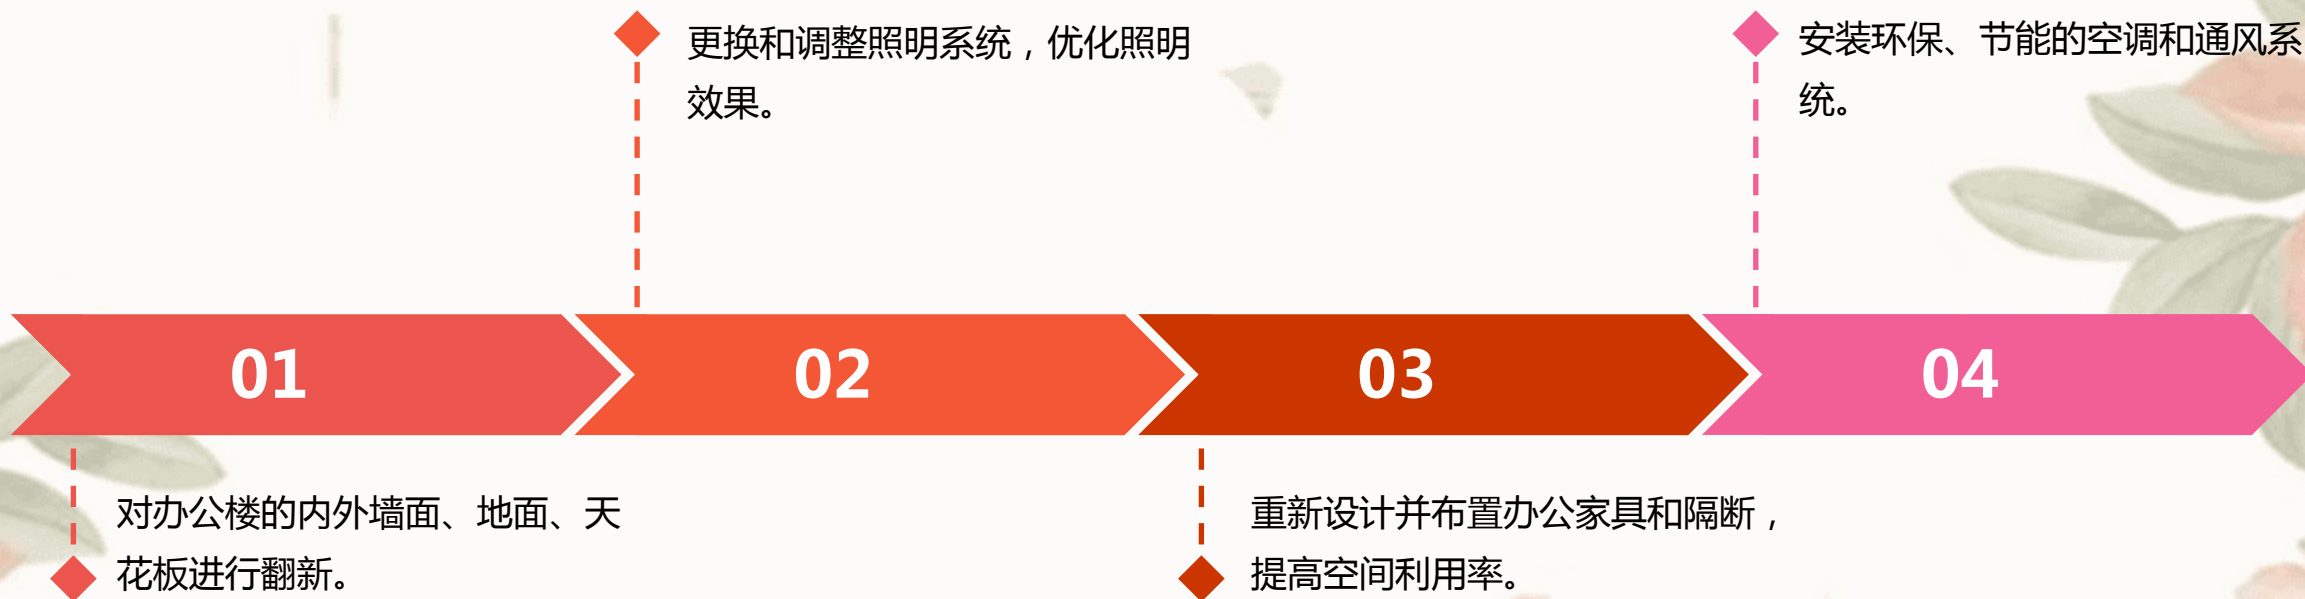 更换和调整照明系统，优化照明
效果。
安装环保、节能的空调和通风系
统。
01
02
03
04
对办公楼的内外墙面、地面、天
花板进行翻新。
重新设计并布置办公家具和隔断，
提高空间利用率。